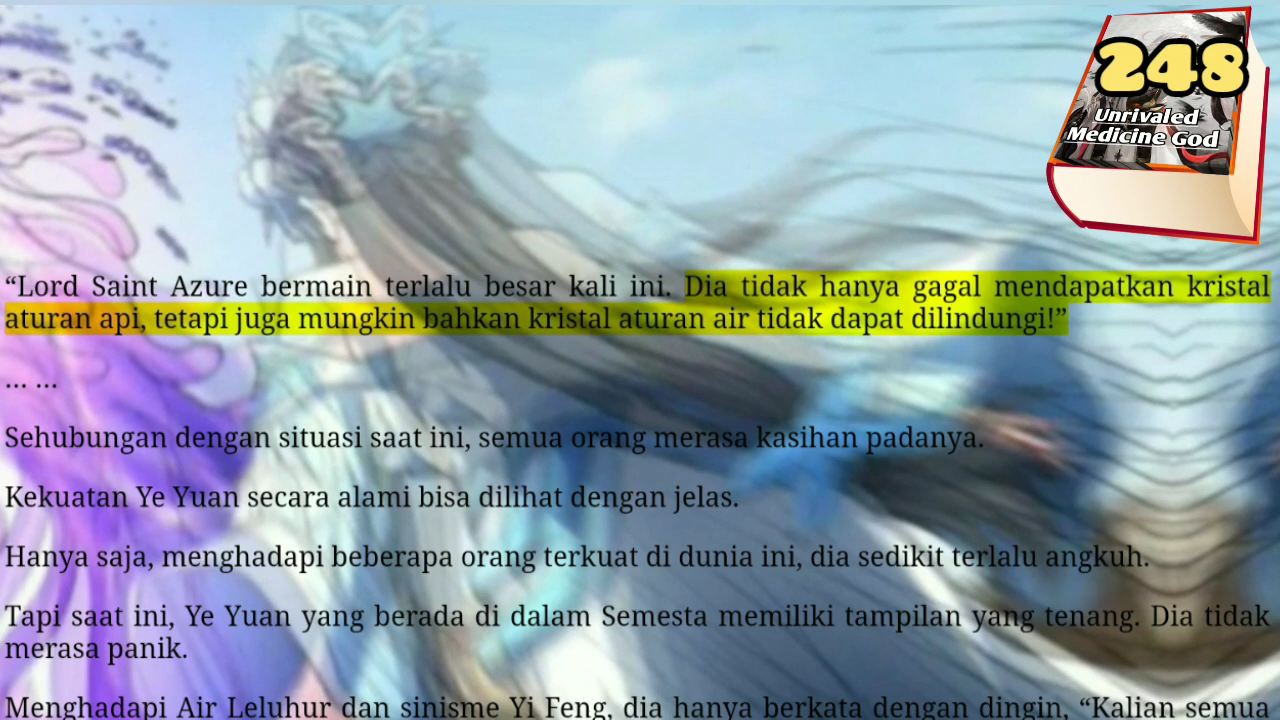 248
Unrivaled
Medicine God
“Lord Saint Azure bermain terlalu besar kali ini. Dia tidak hanya gagal mendapatkan kristal
aturan api, tetapi juga mungkin bahkan kristal aturan air tidak dapat dilindungi!”
... ...
Sehubungan dengan situasi saat ini, semua orang merasa kasihan padanya.
Kekuatan Ye Yuan secara alami bisa dilihat dengan jelas.
Hanya saja, menghadapi beberapa orang terkuat di dunia ini, dia sedikit terlalu angkuh.
Tapi saat ini, Ye Yuan yang berada di dalam Semesta memiliki tampilan yang tenang. Dia tidak
merasa panik.
Menghadapi Air Leluhur dan sinisme Yi Feng, dia hanya berkata dengan dingin, “Kalian semua